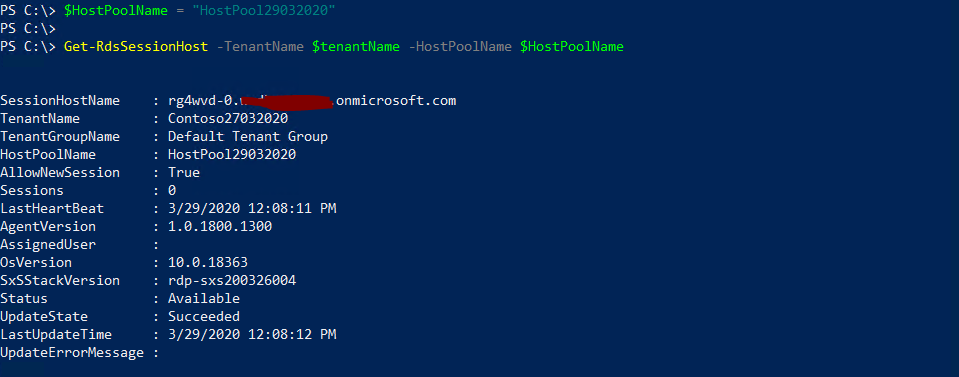 PS C:\> $HostPoolName = "HostPool29032020"
PS C:\>
PS C:\> Get-RdsSessionHost -TenantName $tenantName -HostPoolName $HostPoolName
SessionHostName : rg4wvd-0. .onmicrosoft.com
TenantName : Contoso27032020
TenantGroupName : Default Tenant Group
HostPoolName : HostPool29032020
AllowNewSession : True
Sessions : 0
LastHeartBeat : 3/29/2020 12:08:11 PM
AgentVersion : 1.0.1800.1300
AssignedUser :
OsVersion : 10.0.18363
SxSStackVersion : rdp-sxs200326004
Status : Available
UpdateState : Succeeded
LastUpdateTime : 3/29/2020 12:08:12 PM
UpdateErrorMessage :